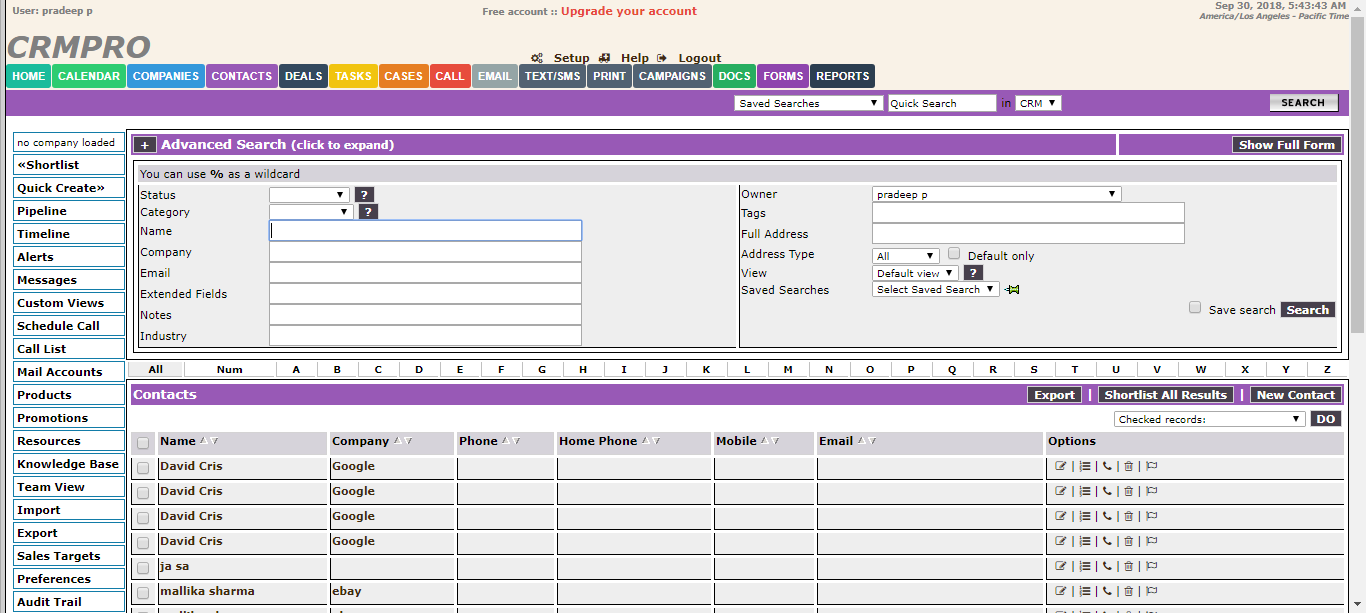 User: pradeep p
Free account :: Upgrade your account
Sep 30, 2018, 5:43:43 AM
America/Los Angeles - Pacific Time
CRMPRO
Setup Help Logout
HOME CALENDAR COMPANIES CONTACTS DEALS TASKS CASES CALL EMAIL TEXT/SMS PRINT CAMPAIGNS DOCS FORMS REPORTS
Saved Searches Quick Search in CRM SEARCH
no company loaded
«Shortlist
Quick Create»
Pipeline
Timeline
Alerts
Messages
Custom Views
Schedule Call
Call List
Mail Accounts
Products
Promotions
Resources
Knowledge Base
Team View
Import
Export
Sales Targets
Preferences
Audit Trail
+ Advanced Search (click to expand) Show Full Form
You can use % as a wildcard
Status ?
Category ?
Name
Company
Email
Extended Fields
Notes
Industry
Owner pradeep p
Tags
Full Address
Address Type All Default only
View Default view ?
Saved Searches Select Saved Search
Save search Search
All Num A B C D E F G H I J K L M N O P Q R S T U V W X Y Z
Contacts Export | Shortlist All Results | New Contact
Checked records: DO
Name Company Phone Home Phone Mobile Email Options
David Cris Google | | | |
David Cris Google | | | |
David Cris Google | | | |
David Cris Google | | | |
ja sa | | | |
mallika sharma ebay | | | |